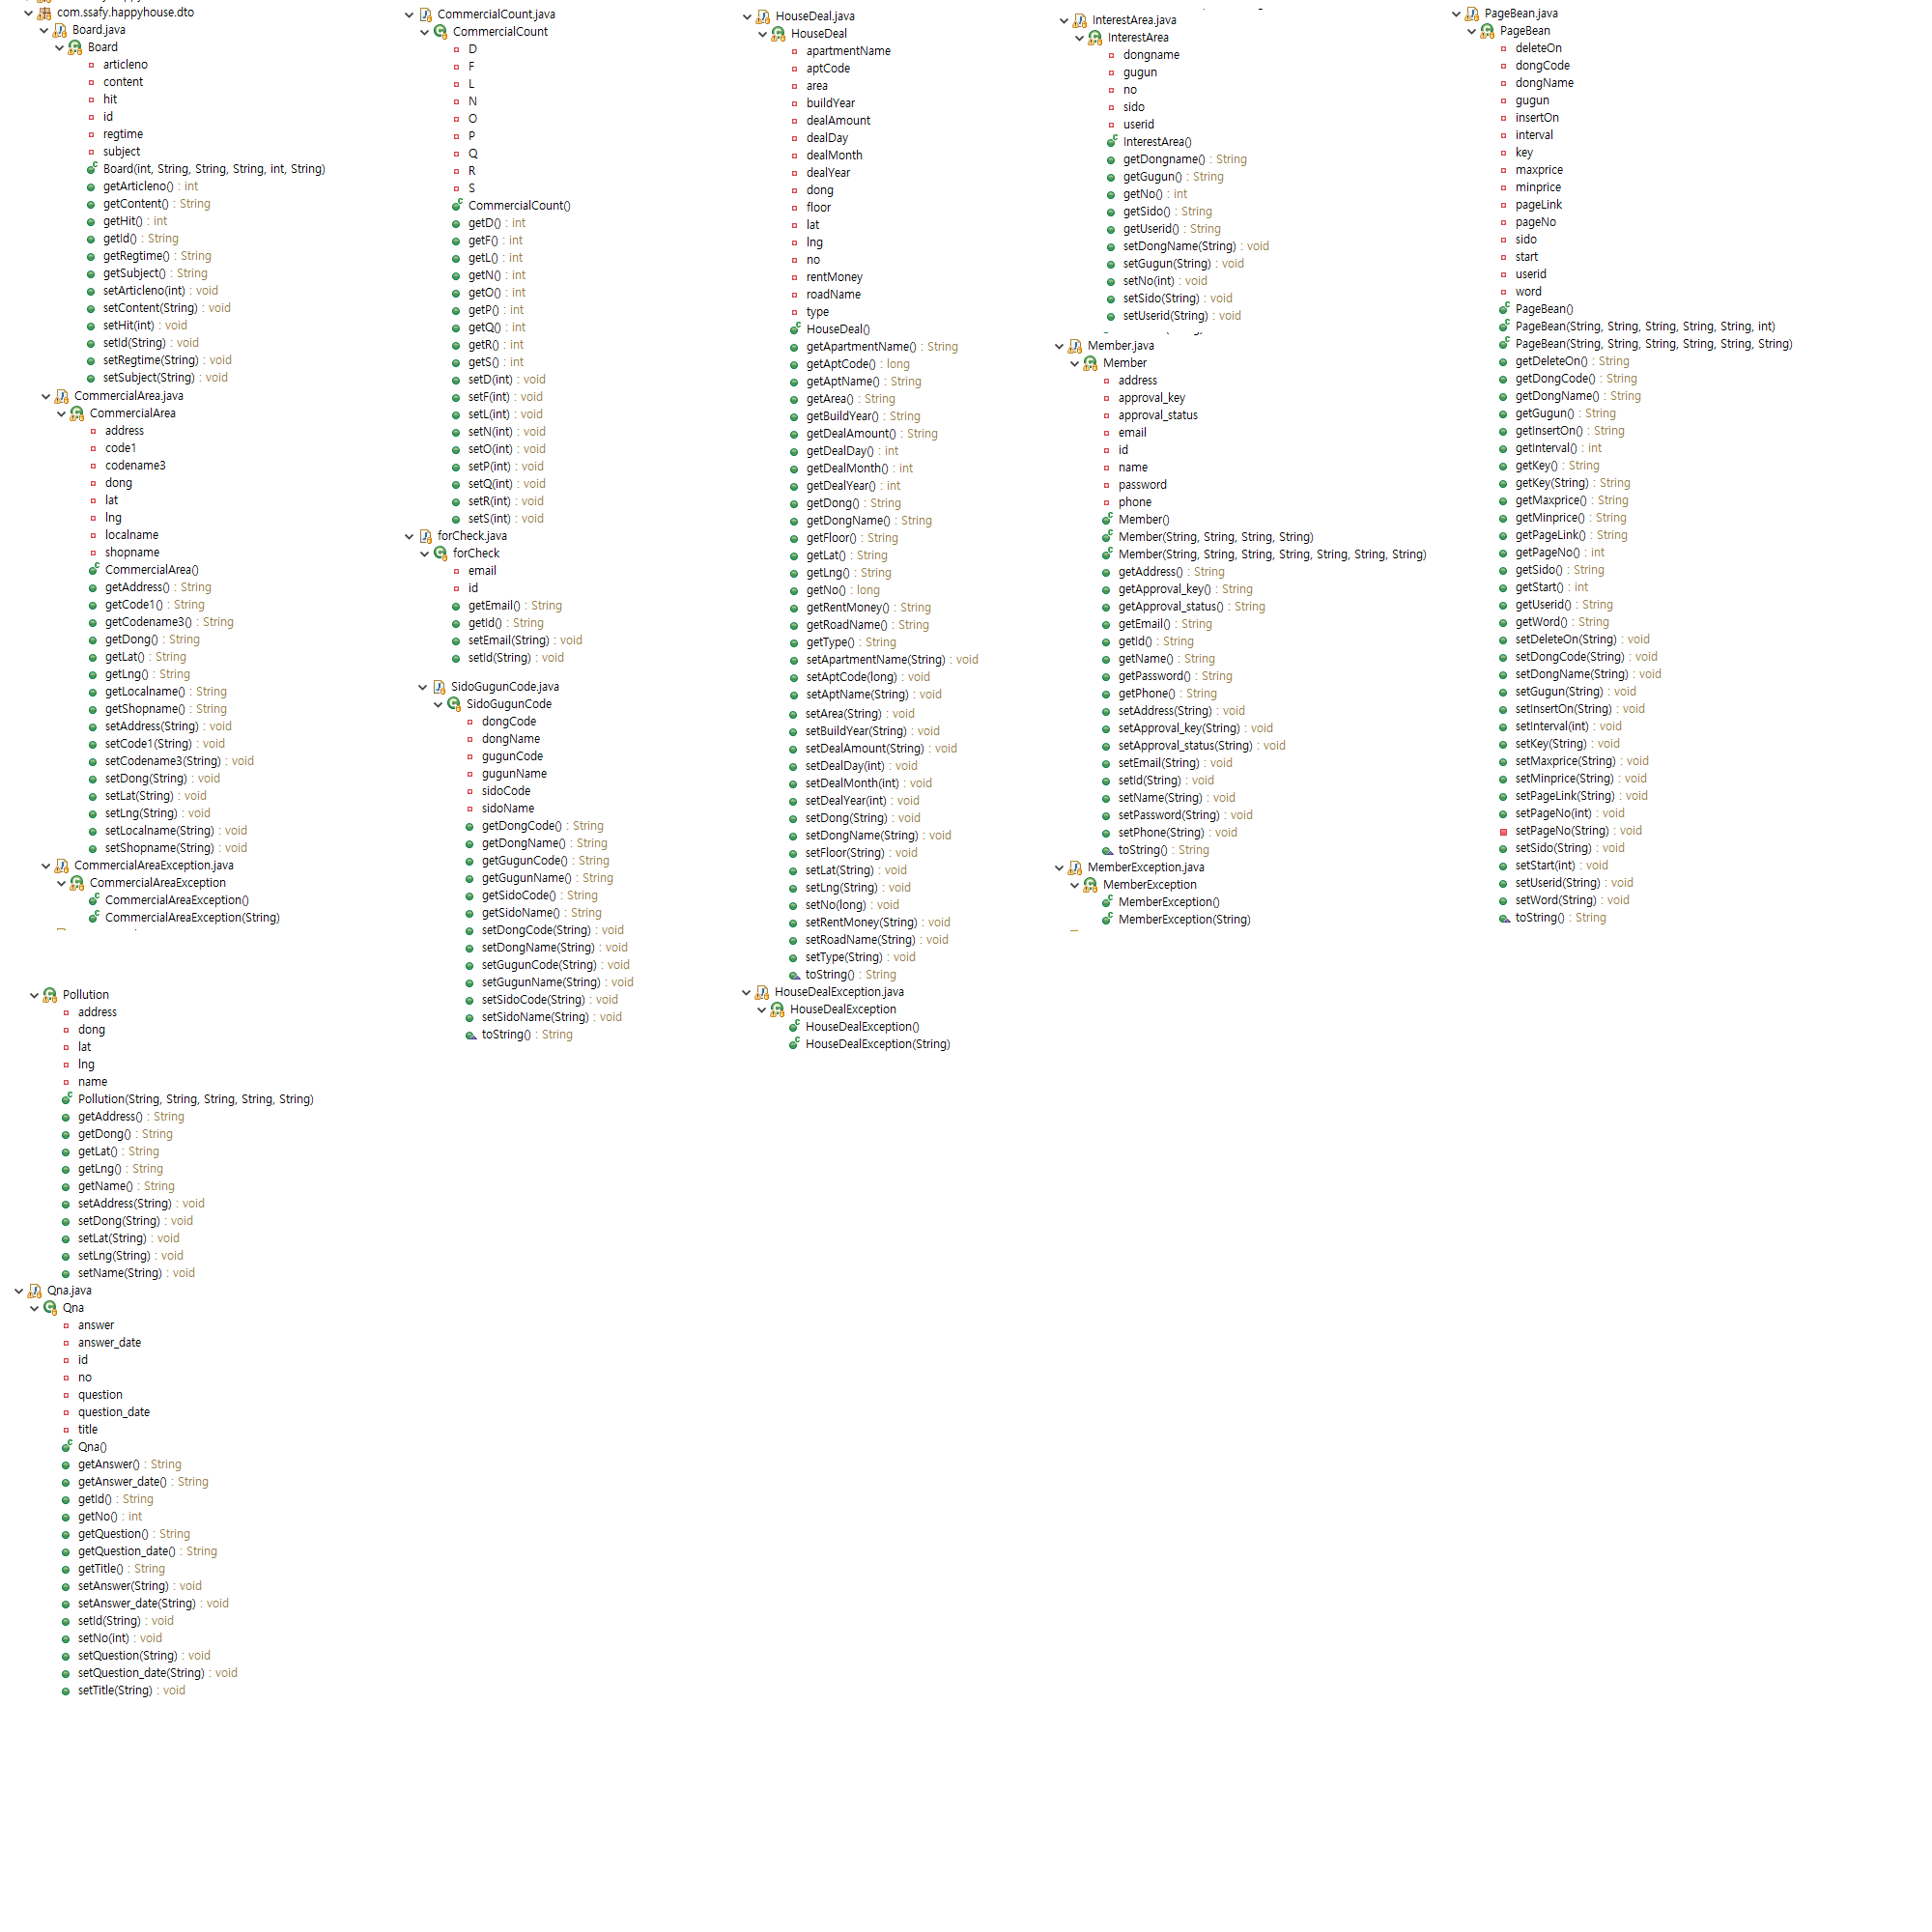 com.ssafy.happyhouse.dto
Board.java
Board
articleno
content
hit
id
regtime
subject
Board(int, String, String, String, int, String)
getArticleno() : int
getContent() : String
getHit() : int
getId() : String
getRegtime() : String
getSubject() : String
setArticleno(int) : void
setContent(String) : void
setHit(int) : void
setId(String) : void
setRegtime(String) : void
setSubject(String) : void
CommercialArea.java
CommercialArea
address
code1
codename3
dong
lat
lng
localname
shopname
CommercialArea()
getAddress() : String
getCode1() : String
getCodename3() : String
getDong() : String
getLat() : String
getLng() : String
getLocalname() : String
getShopname() : String
setAddress(String) : void
setCode1(String) : void
setCodename3(String) : void
setDong(String) : void
setLat(String) : void
setLng(String) : void
setLocalname(String) : void
setShopname(String) : void
CommercialAreaException.java
CommercialAreaException
CommercialAreaException()
CommercialAreaException(String)
Pollution
address
dong
lat
lng
name
Pollution(String, String, String, String, String)
getAddress() : String
getDong() : String
getLat() : String
getLng() : String
getName() : String
setAddress(String) : void
setDong(String) : void
setLat(String) : void
setLng(String) : void
setName(String) : void
Qna.java
Qna
answer
answer_date
id
no
question
question_date
title
Qna()
getAnswer() : String
getAnswer_date() : String
getId() : String
getNo() : int
getQuestion() : String
getQuestion_date() : String
getTitle() : String
setAnswer(String) : void
setAnswer_date(String) : void
setId(String) : void
setNo(int) : void
setQuestion(String) : void
setQuestion_date(String) : void
setTitle(String) : void
CommercialCount.java
CommercialCount
D
F
L
N
O
P
Q
R
S
CommercialCount()
getD() : int
getF() : int
getL() : int
getN() : int
getO() : int
getP() : int
getQ() : int
getR() : int
getS() : int
setD(int) : void
setF(int) : void
setL(int) : void
setN(int) : void
setO(int) : void
setP(int) : void
setQ(int) : void
setR(int) : void
setS(int) : void
forCheck.java
forCheck
email
id
getEmail() : String
getId() : String
setEmail(String) : void
setId(String) : void
SidoGugunCode.java
SidoGugunCode
dongCode
dongName
gugunCode
gugunName
sidoCode
sidoName
getDongCode() : String
getDongName() : String
getGugunCode() : String
getGugunName() : String
getSidoCode() : String
getSidoName() : String
setDongCode(String) : void
setDongName(String) : void
setGugunCode(String) : void
setGugunName(String) : void
setSidoCode(String) : void
setSidoName(String) : void
toString() : String
HouseDeal.java
HouseDeal
apartmentName
aptCode
area
buildYear
dealAmount
dealDay
dealMonth
dealYear
dong
floor
lat
lng
no
rentMoney
roadName
type
HouseDeal()
getApartmentName() : String
getAptCode() : long
getAptName() : String
getArea() : String
getBuildYear() : String
getDealAmount() : String
getDealDay() : int
getDealMonth() : int
getDealYear() : int
getDong() : String
getDongName() : String
getFloor() : String
getLat() : String
getLng() : String
getNo() : long
getRentMoney() : String
getRoadName() : String
getType() : String
setApartmentName(String) : void
setAptCode(long) : void
setAptName(String) : void
setArea(String) : void
setBuildYear(String) : void
setDealAmount(String) : void
setDealDay(int) : void
setDealMonth(int) : void
setDealYear(int) : void
setDong(String) : void
setDongName(String) : void
setFloor(String) : void
setLat(String) : void
setLng(String) : void
setNo(long) : void
setRentMoney(String) : void
setRoadName(String) : void
setType(String) : void
toString() : String
HouseDealException.java
HouseDealException
HouseDealException()
HouseDealException(String)
InterestArea.java
InterestArea
dongname
gugun
no
sido
userid
InterestArea()
getDongname() : String
getGugun() : String
getNo() : int
getSido() : String
getUserid() : String
setDongName(String) : void
setGugun(String) : void
setNo(int) : void
setSido(String) : void
setUserid(String) : void
Member.java
Member
address
approval_key
approval_status
email
id
name
password
phone
Member()
Member(String, String, String, String)
Member(String, String, String, String, String, String, String)
getAddress() : String
getApproval_key() : String
getApproval_status() : String
getEmail() : String
getId() : String
getName() : String
getPassword() : String
getPhone() : String
setAddress(String) : void
setApproval_key(String) : void
setApproval_status(String) : void
setEmail(String) : void
setId(String) : void
setName(String) : void
setPassword(String) : void
setPhone(String) : void
toString() : String
MemberException.java
MemberException
MemberException()
MemberException(String)
PageBean.java
PageBean
deleteOn
dongCode
dongName
gugun
insertOn
interval
key
maxprice
minprice
pageLink
pageNo
sido
start
userid
word
PageBean()
PageBean(String, String, String, String, String, int)
PageBean(String, String, String, String, String, String)
getDeleteOn() : String
getDongCode() : String
getDongName() : String
getGugun() : String
getInsertOn() : String
getInterval() : int
getKey() : String
getKey(String) : String
getMaxprice() : String
getMinprice() : String
getPageLink() : String
getPageNo() : int
getSido() : String
getStart() : int
getUserid() : String
getWord() : String
setDeleteOn(String) : void
setDongCode(String) : void
setDongName(String) : void
setGugun(String) : void
setInsertOn(String) : void
setInterval(int) : void
setKey(String) : void
setMaxprice(String) : void
setMinprice(String) : void
setPageLink(String) : void
setPageNo(int) : void
setPageNo(String) : void
setSido(String) : void
setStart(int) : void
setUserid(String) : void
setWord(String) : void
toString() : String